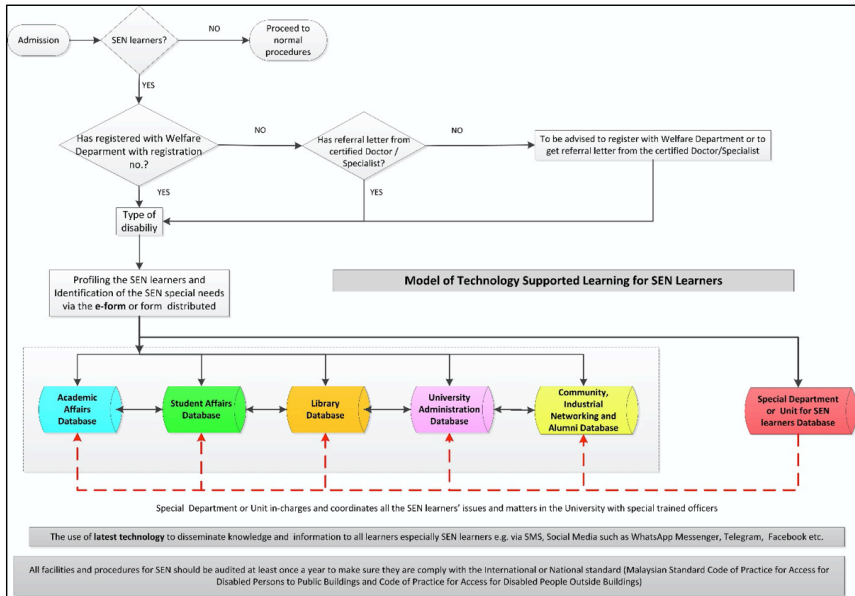 Admission
SEN learners?
NO
Proceed to
normal
procedures
YES
Has registered with Welfare
Deparment with registration
no.?
NO
Has referral letter from
certified Doctor /
Specialist?
NO
To be advised to register with Welfare Department or to
get referral letter from the certified Doctor/Specialist
YES
YES
Type of
disabiliy
Profiling the SEN learners and
Identification of the SEN special needs
via the e-form or form distributed
Model of Technology Supported Learning for SEN Learners
Academic
Affairs
Database
Student Affairs
Database
Library
Database
University
Administration
Database
Community,
Industrial
Networking and
Alumni Database
Special Department
or Unit for SEN
learners Database
Special Department or Unit in-charges and coordinates all the SEN learners' issues and matters in the University with special trained officers
The use of latest technology to disseminate knowledge and information to all learners especially SEN learners e.g. via SMS, Social Media such as WhatsApp Messenger, Telegram, Facebook etc.
All facilities and procedures for SEN should be audited at least once a year to make sure they are comply with the International or National standard (Malaysian Standard Code of Practice for Access for
Disabled Persons to Public Buildings and Code of Practice for Access for Disabled People Outside Buildings)